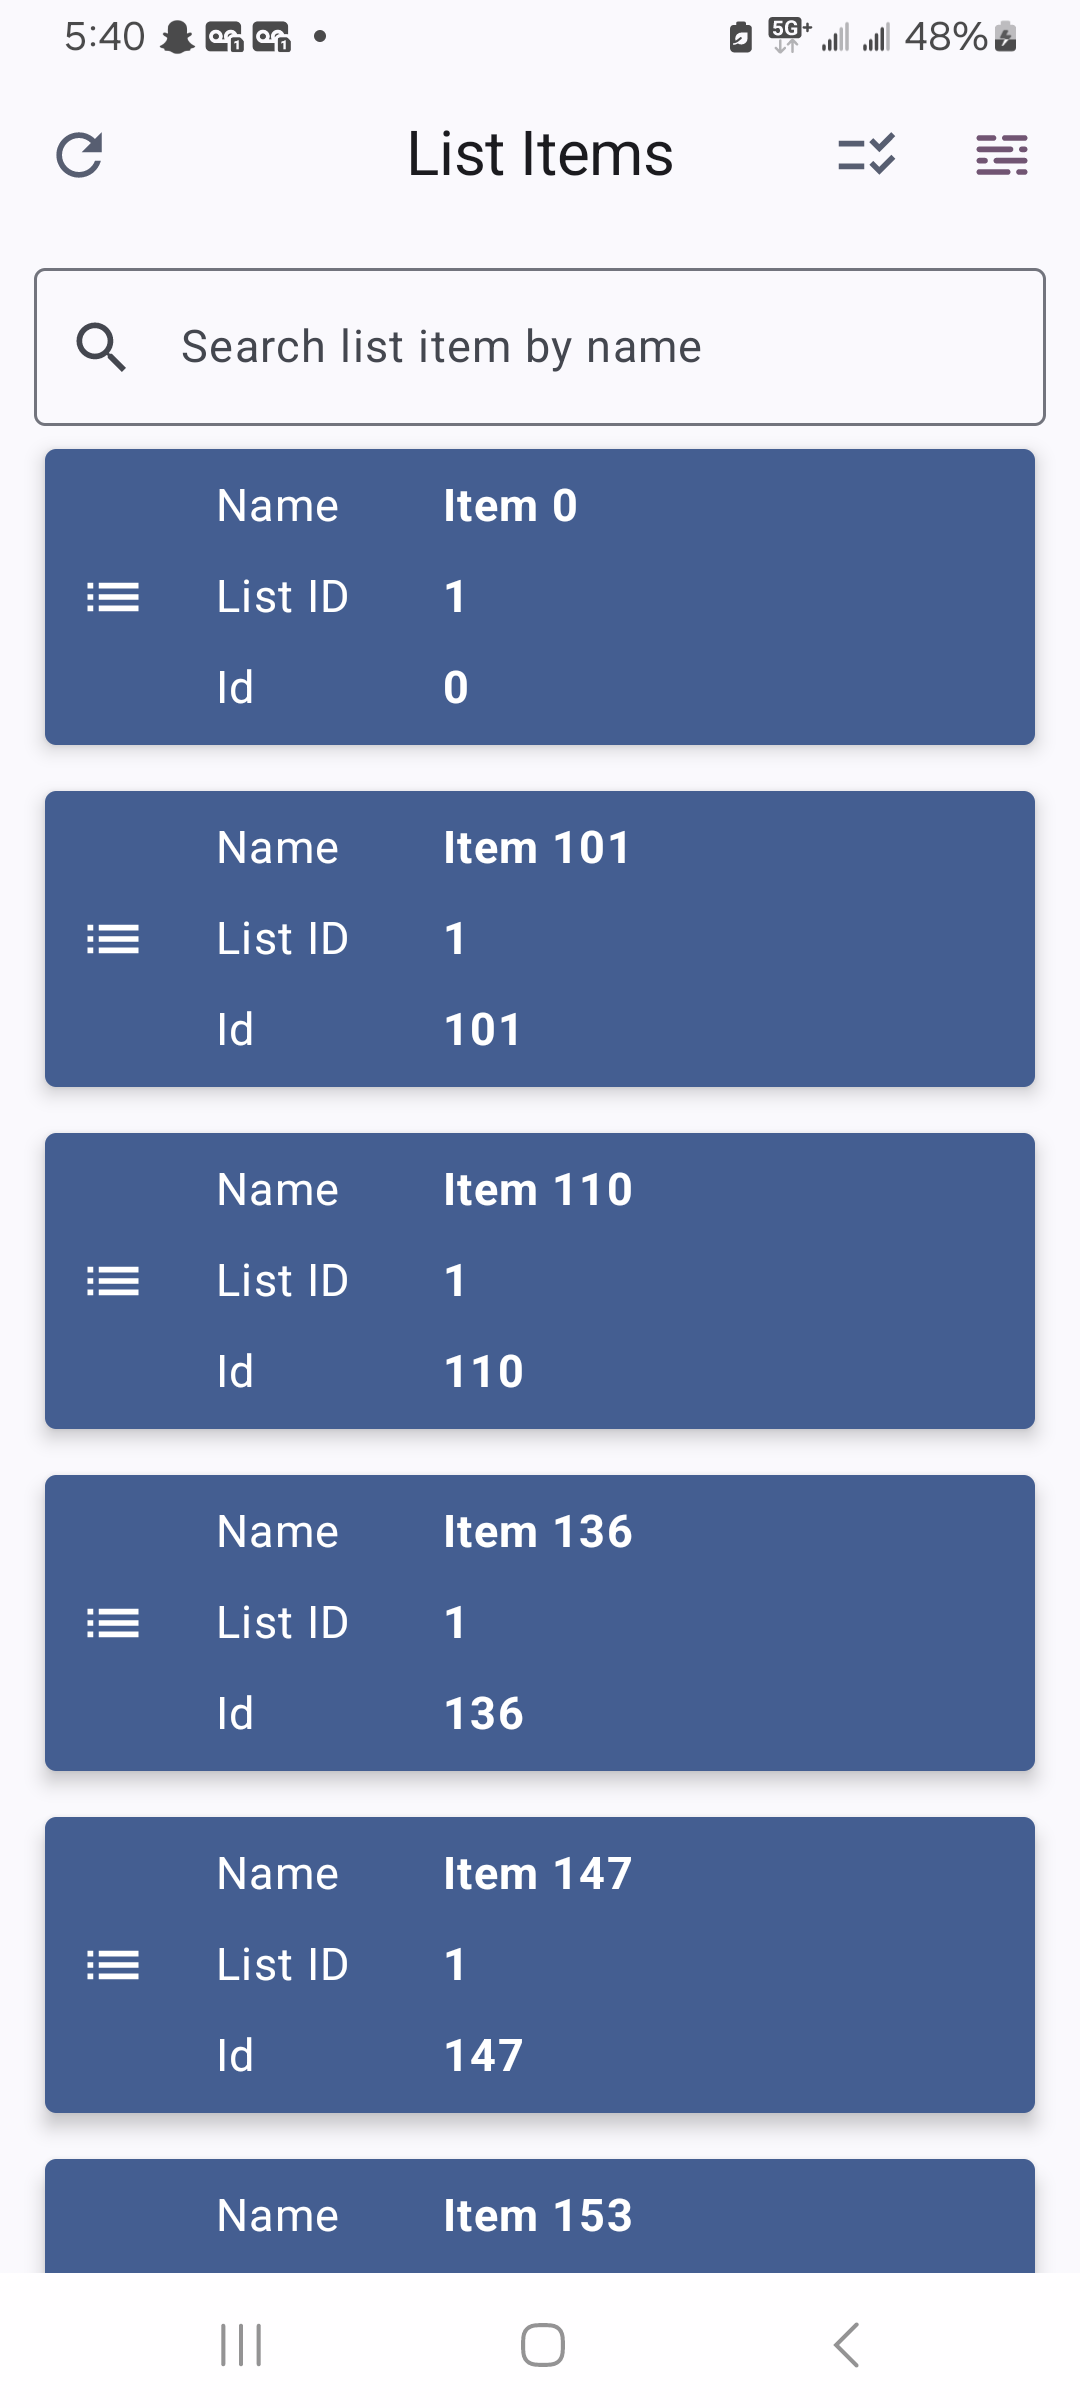 5:40 5G+ 48%
List Items
Search list item by name
Name Item 0
List ID 1
Id 0
Name Item 101
List ID 1
Id 101
Name Item 110
List ID 1
Id 110
Name Item 136
List ID 1
Id 136
Name Item 147
List ID 1
Id 147
Name Item 153